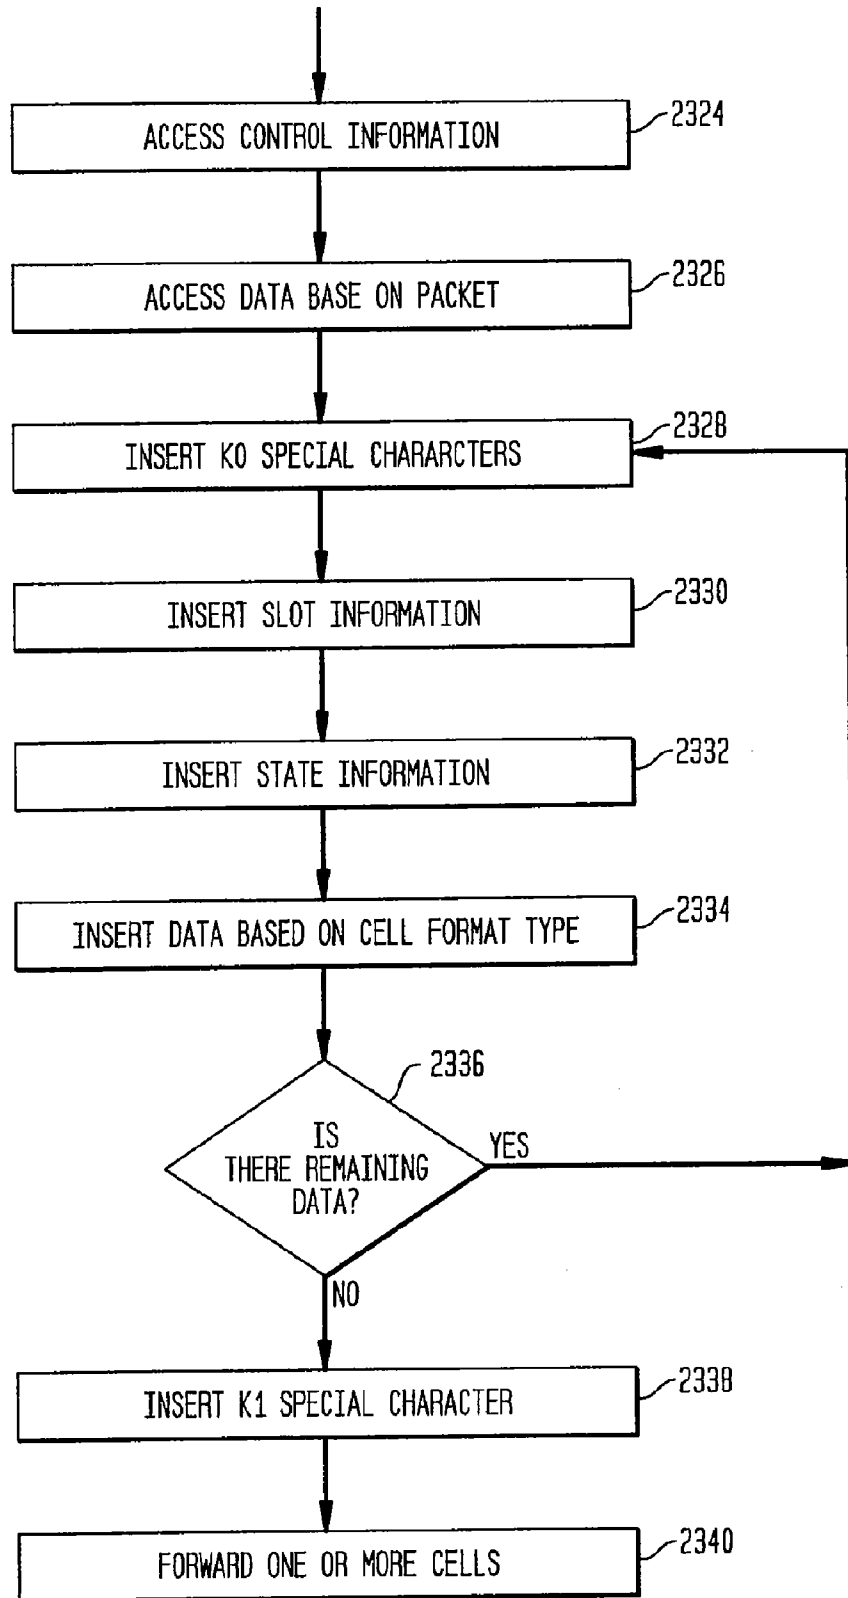 ACCESS CONTROL INFORMATION
2324
ACCESS DATA BASE ON PACKET
2326
INSERT K0 SPECIAL CHARARCTERS
2328
INSERT SLOT INFORMATION
2330
INSERT STATE INFORMATION
2332
INSERT DATA BASED ON CELL FORMAT TYPE
2334
2336
IS
THERE REMAINING
DATA?
YES
NO
INSERT K1 SPECIAL CHARACTER
2338
FORWARD ONE OR MORE CELLS
2340